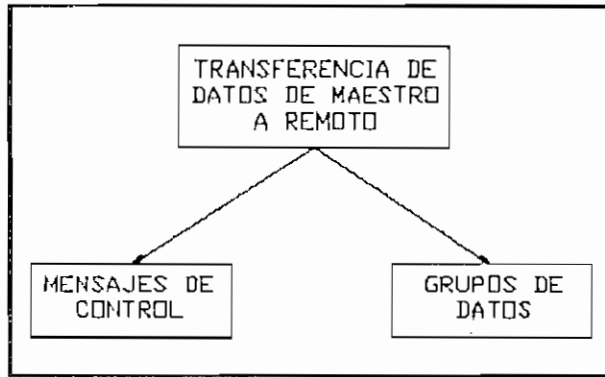 TRANSFERENCIA DE
DATOS DE MAESTRO
A REMOTO
MENSAJES DE
CONTROL
GRUPOS DE
DATOS